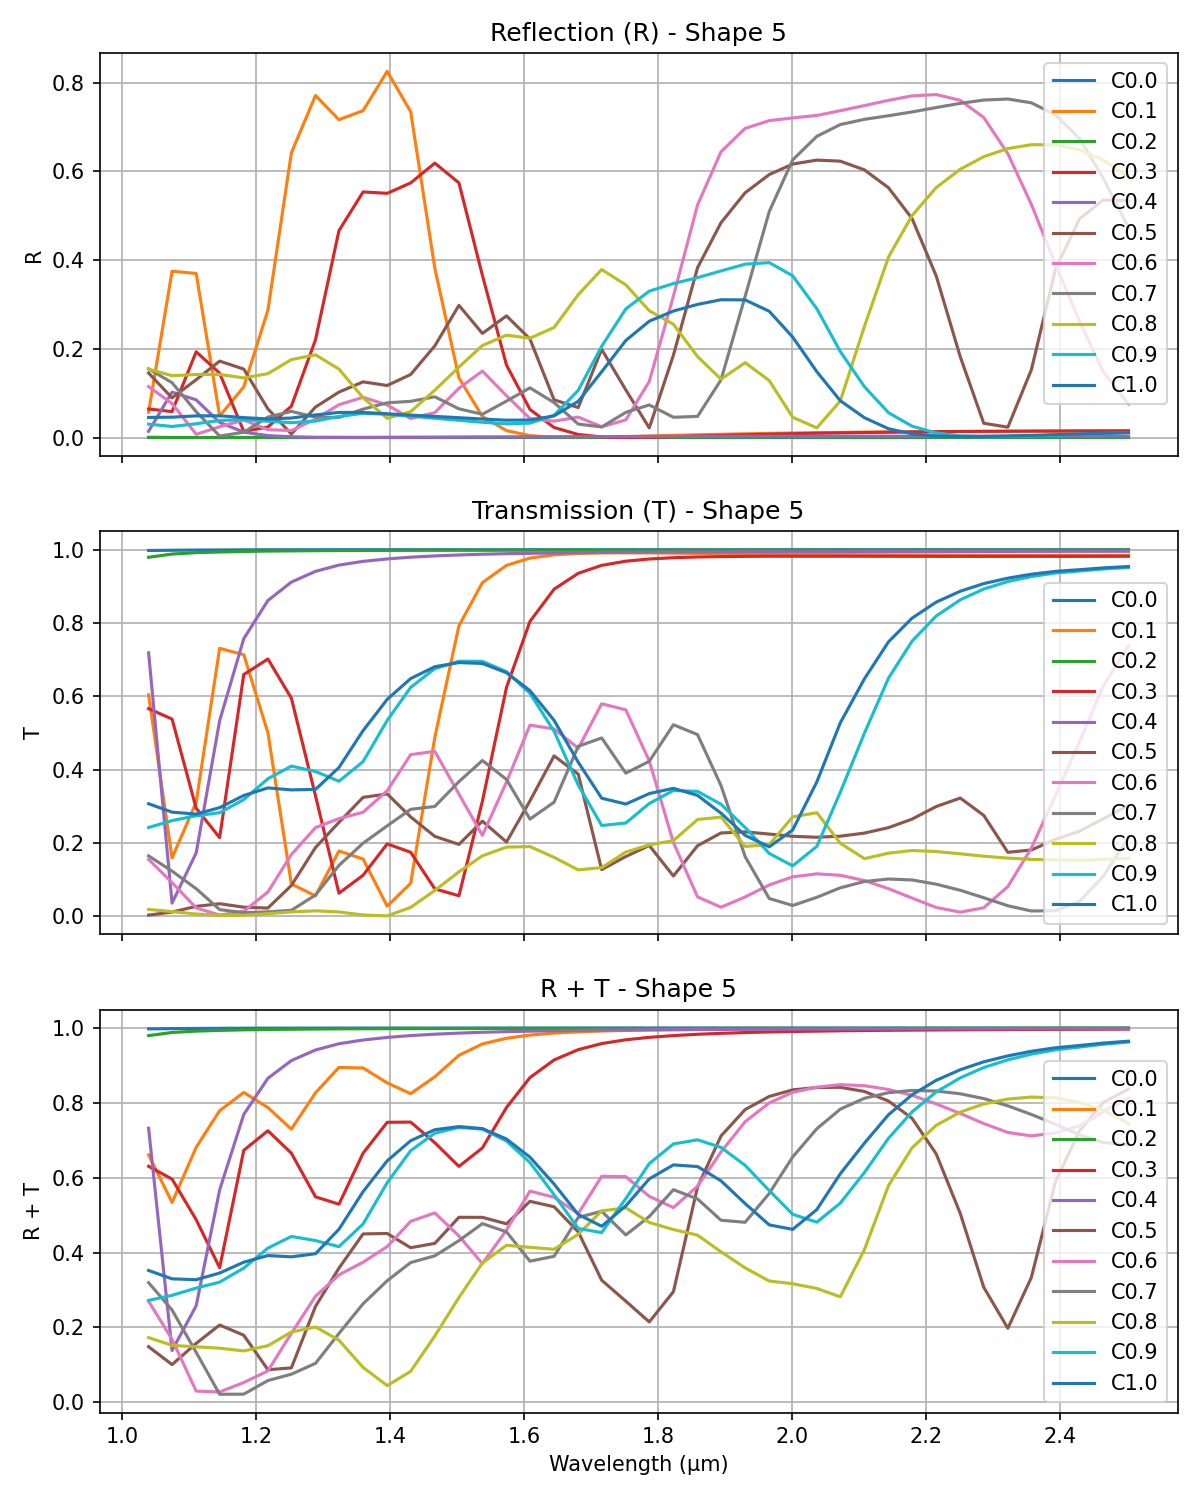 Reflection (R) - Shape 5
R
0.8
0.6
0.4
0.2
0.0
C0.0
C0.1
C0.2
C0.3
C0.4
C0.5
C0.6
C0.7
C0.8
C0.9
C1.0
Transmission (T) - Shape 5
T
1.0
0.8
0.6
0.4
0.2
0.0
C0.0
C0.1
C0.2
C0.3
C0.4
C0.5
C0.6
C0.7
C0.8
C0.9
C1.0
R + T - Shape 5
R + T
1.0
0.8
0.6
0.4
0.2
0.0
C0.0
C0.1
C0.2
C0.3
C0.4
C0.5
C0.6
C0.7
C0.8
C0.9
C1.0
1.0 1.2 1.4 1.6 1.8 2.0 2.2 2.4
Wavelength (μm)